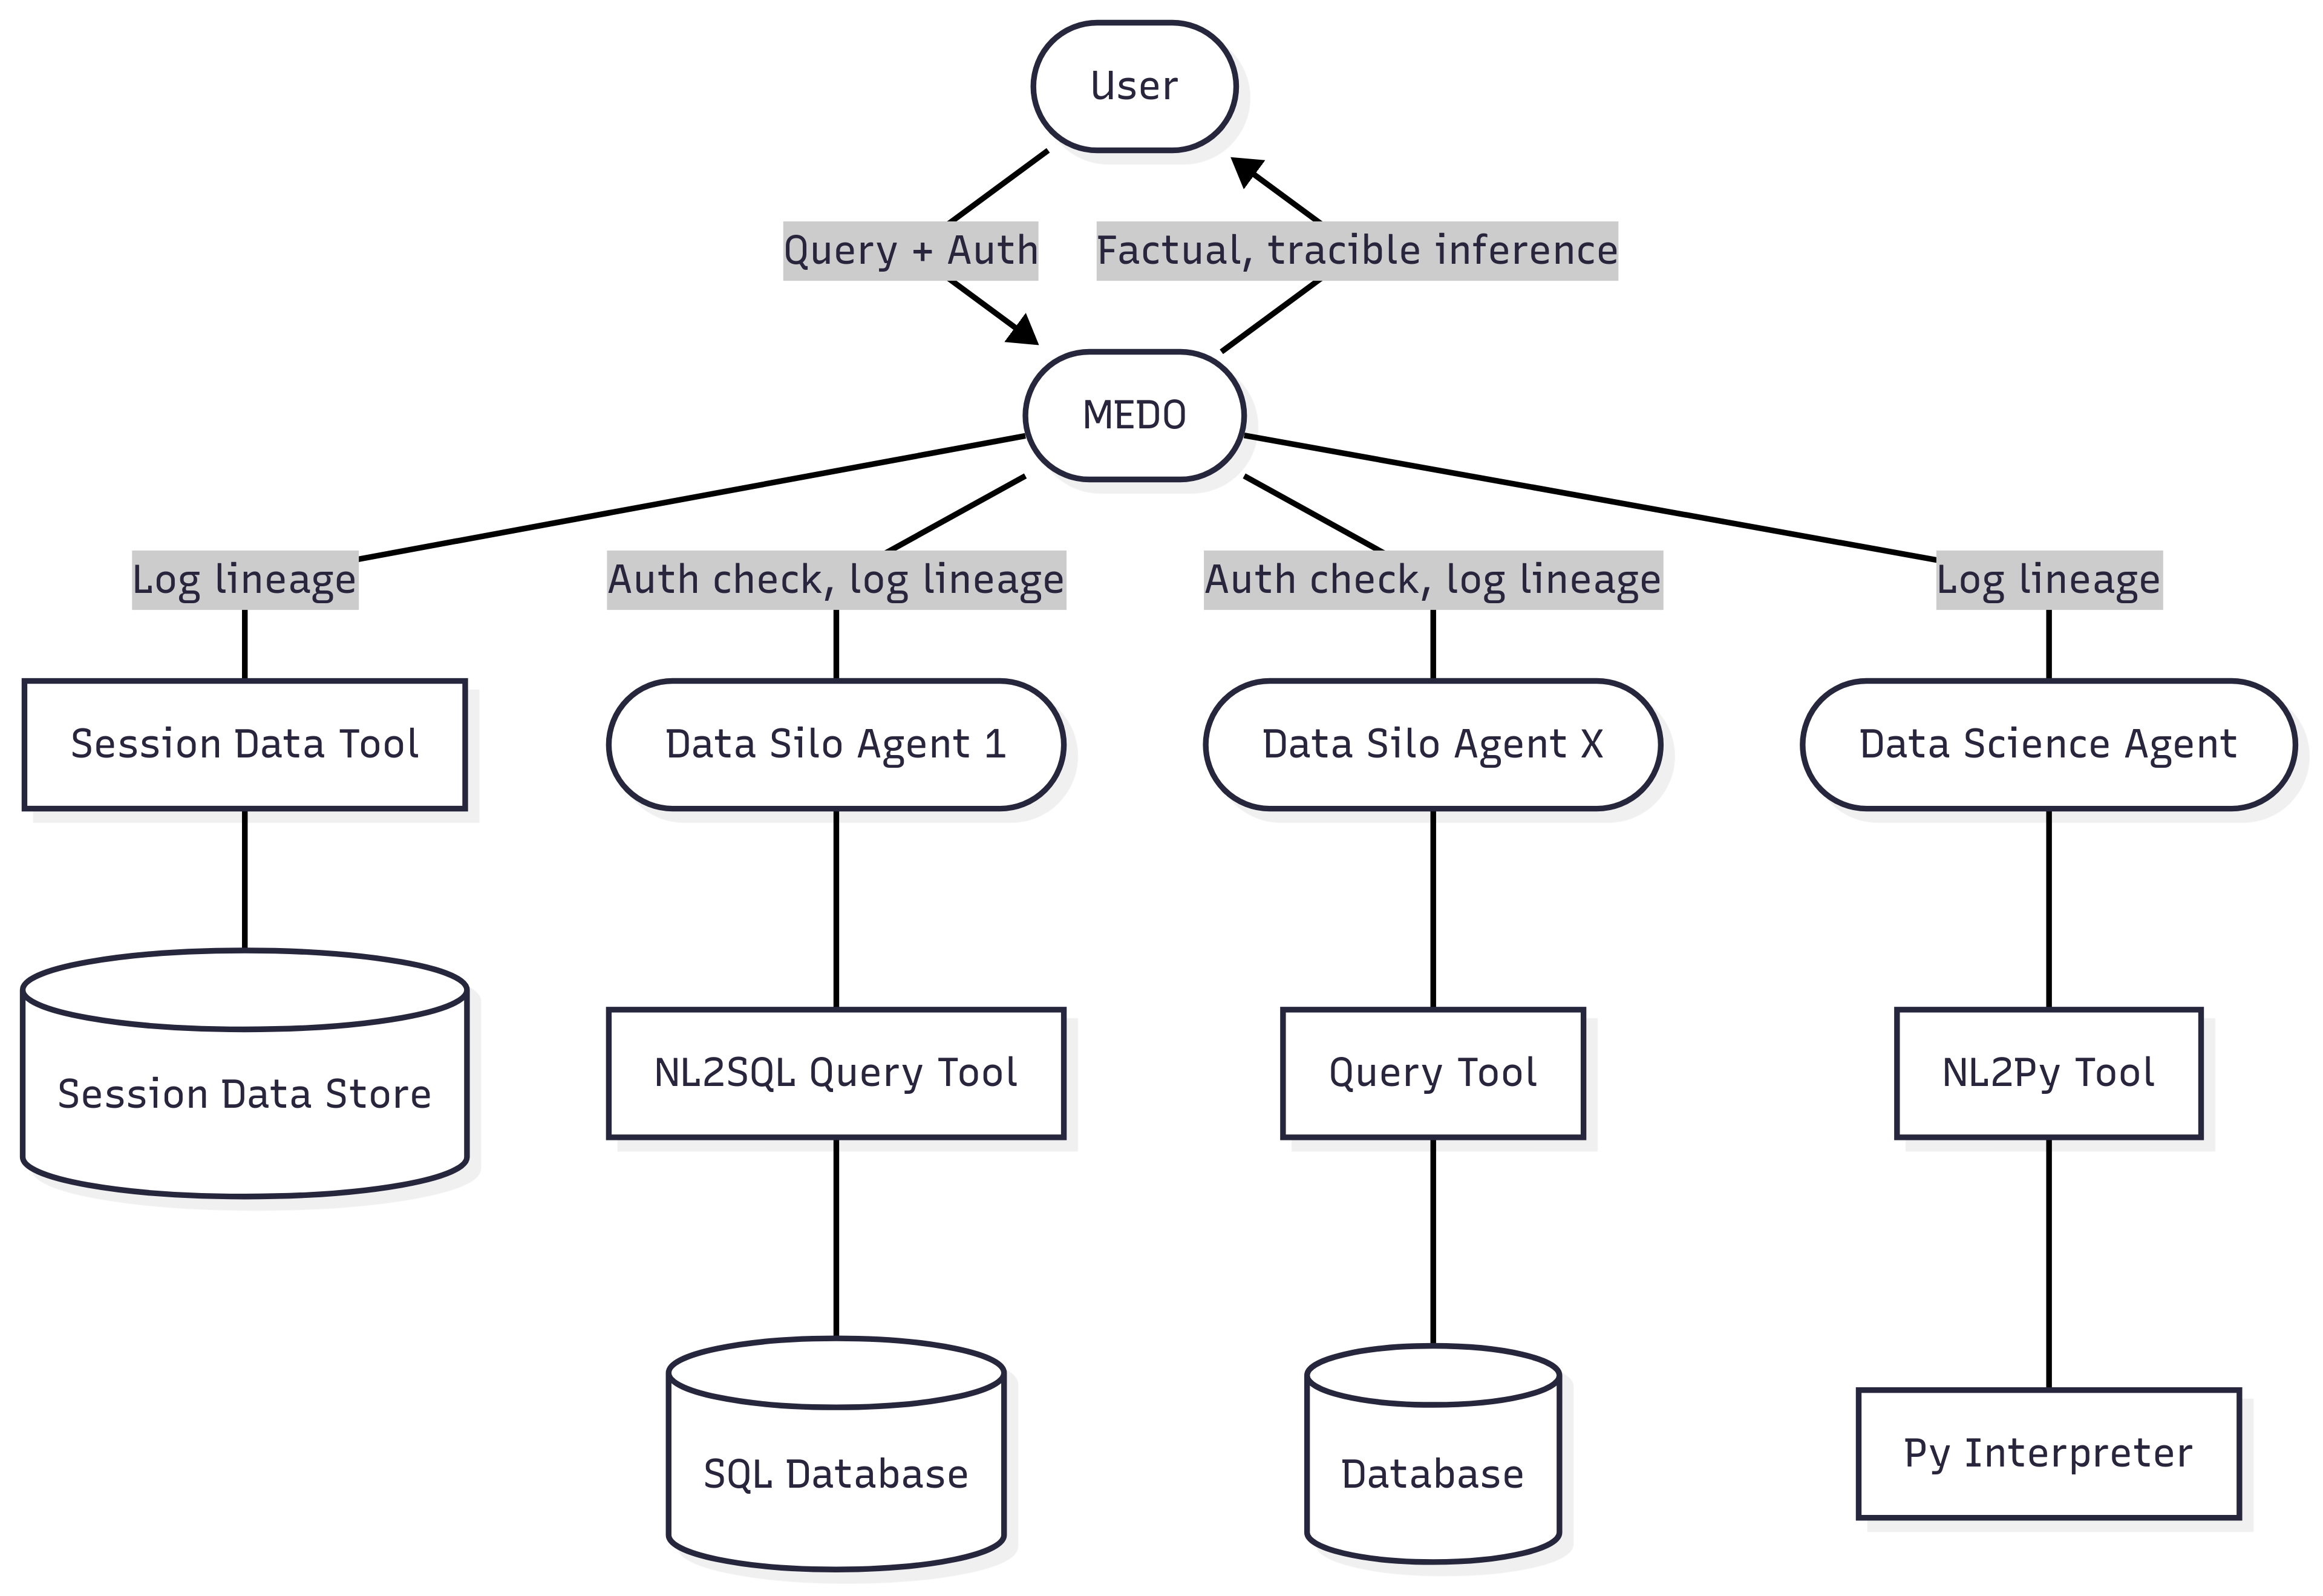 User
Query + Auth
Factual, tracible inference
MEDO
Log lineage
Auth check, log lineage
Auth check, log lineage
Log lineage
Session Data Tool
Data Silo Agent 1
Data Silo Agent X
Data Science Agent
Session Data Store
NL2SQL Query Tool
Query Tool
NL2Py Tool
SQL Database
Database
Py Interpreter